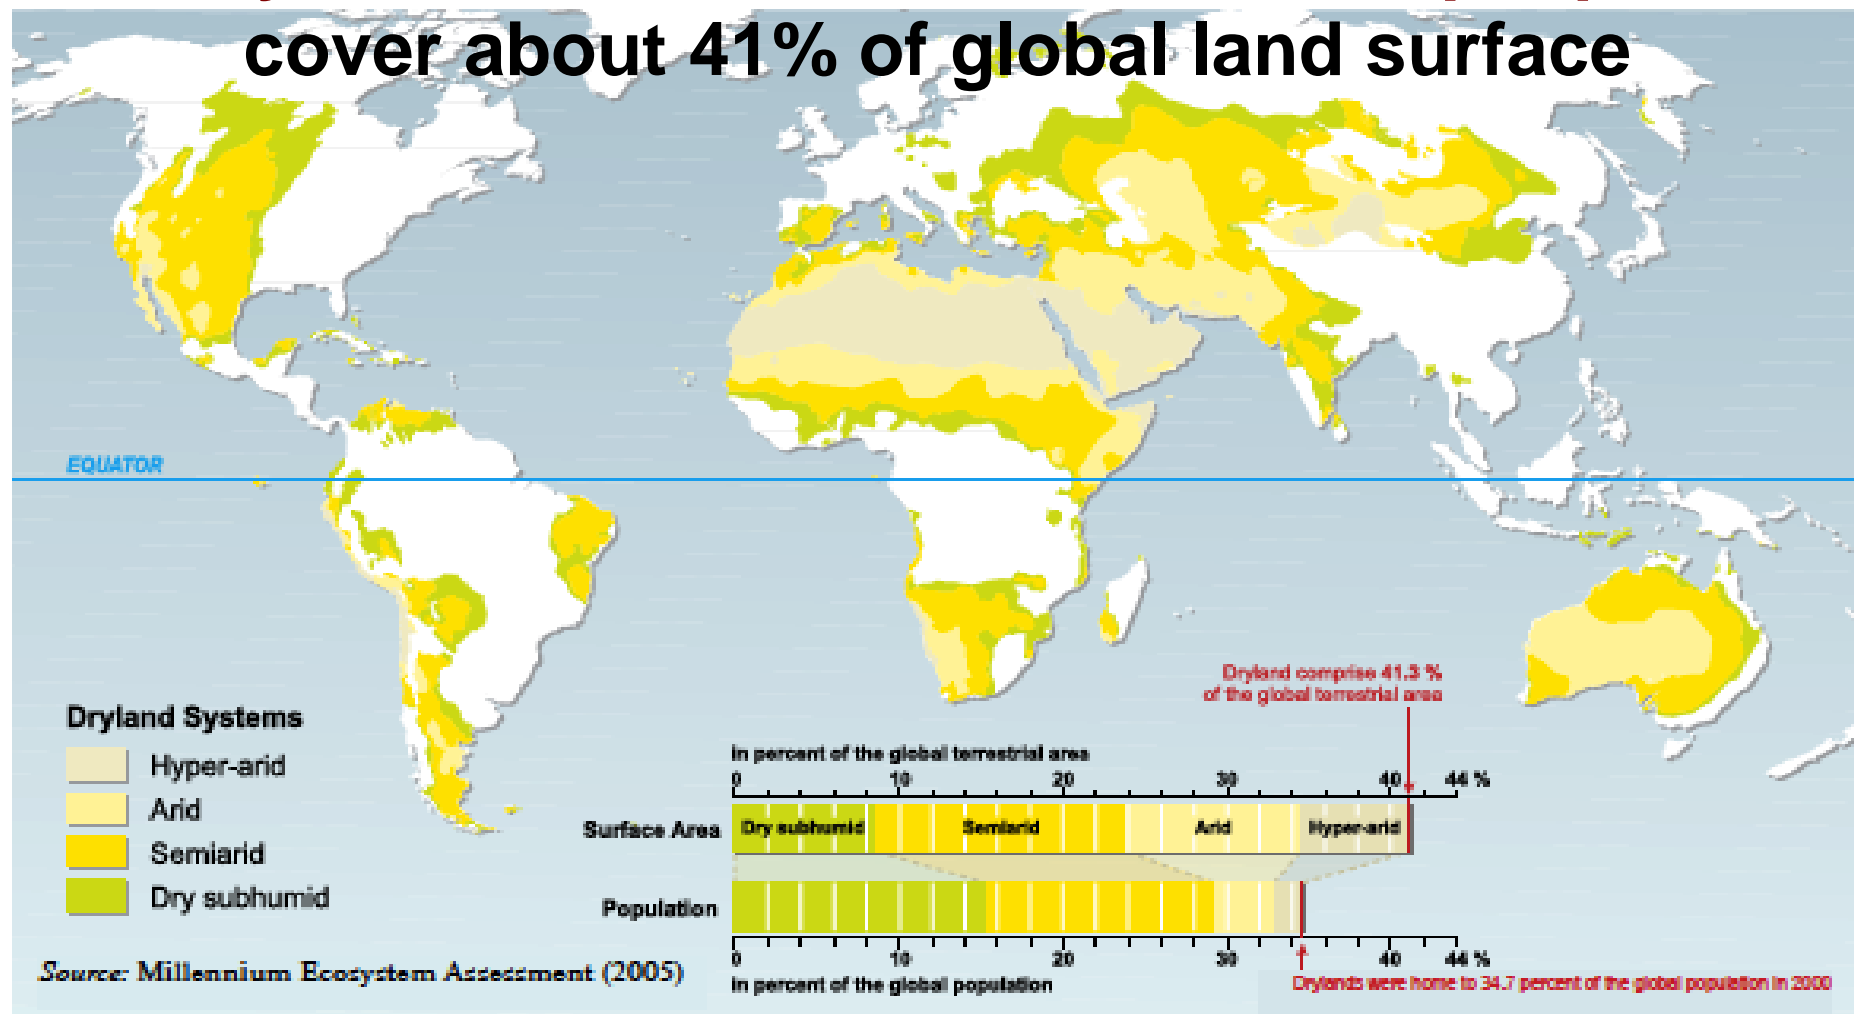 cover about 41% of global land surface
EQUATOR
Dryland comprise 41.3 %
of the global terrestrial area
Dryland Systems
Hyper-arid
Arid
Semiarid
Dry subhumid
In percent of the global terrestrial area
0 10 20 30 40 44 %
Surface Area Dry subhumid Semiarid Arid Hyper-arid
Population
0 10 20 30 40 44 %
In percent of the global population
Source: Millennium Ecosystem Assessment (2005)
Drylands were home to 34.7 percent of the global population in 2000